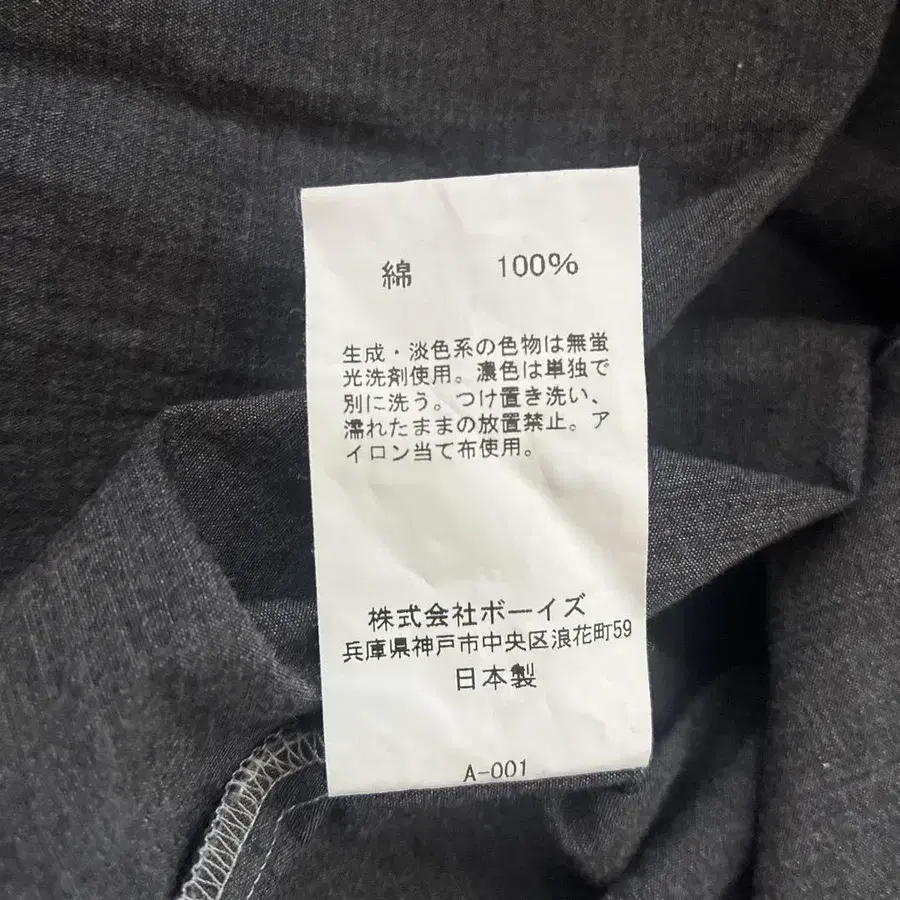 綿 100%
生成・淡色系の色物は無蛍
光洗剤使用。濃色は単独で
別に洗う。つけ置き洗い、
濡れたままの放置禁止。ア
イロン当て布使用。
株式会社ボーイズ
兵庫県神戸市中央区浪花町59
日本製
A-001